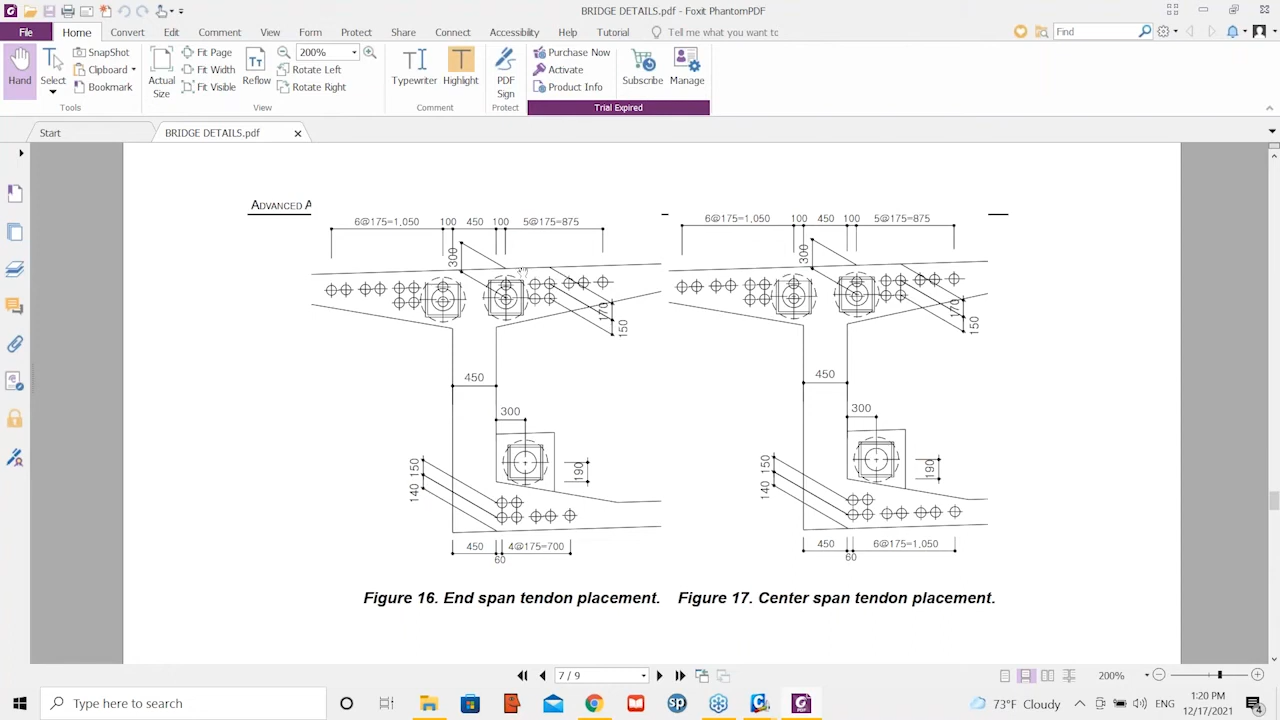 BRIDGE DETAILS.pdf - Foxit PhantomPDF
File Home Convert Edit Comment View Form Protect Share Connect Accessibility Help Tutorial Tell me what you want tc Find
Hand
Select
SnapShot
Clipboard
Bookmark
Tools
Actual Size
Fit Page
Fit Width
Fit Visible
Reflow
200%
Rotate Left
Rotate Right
View
Typewriter
Highlight
Comment
PDF Sign
Protect
Purchase Now
Activate
Product Info
Subscribe
Manage
Trial Expired
Start BRIDGE DETAILS.pdf
ADVANCED A
6@175=1,050 100 450 100 5@175=875
300
170
150
450
300
150
140
190
450 4@175=700
60
6@175=1,050 100 450 100 5@175=875
300
170
150
450
300
150
140
190
450 6@175=1,050
60
Figure 16. End span tendon placement. Figure 17. Center span tendon placement.
7 / 9
200%
Type here to search
sp
73°F Cloudy
ENG
1:20 PM
12/17/2021
4